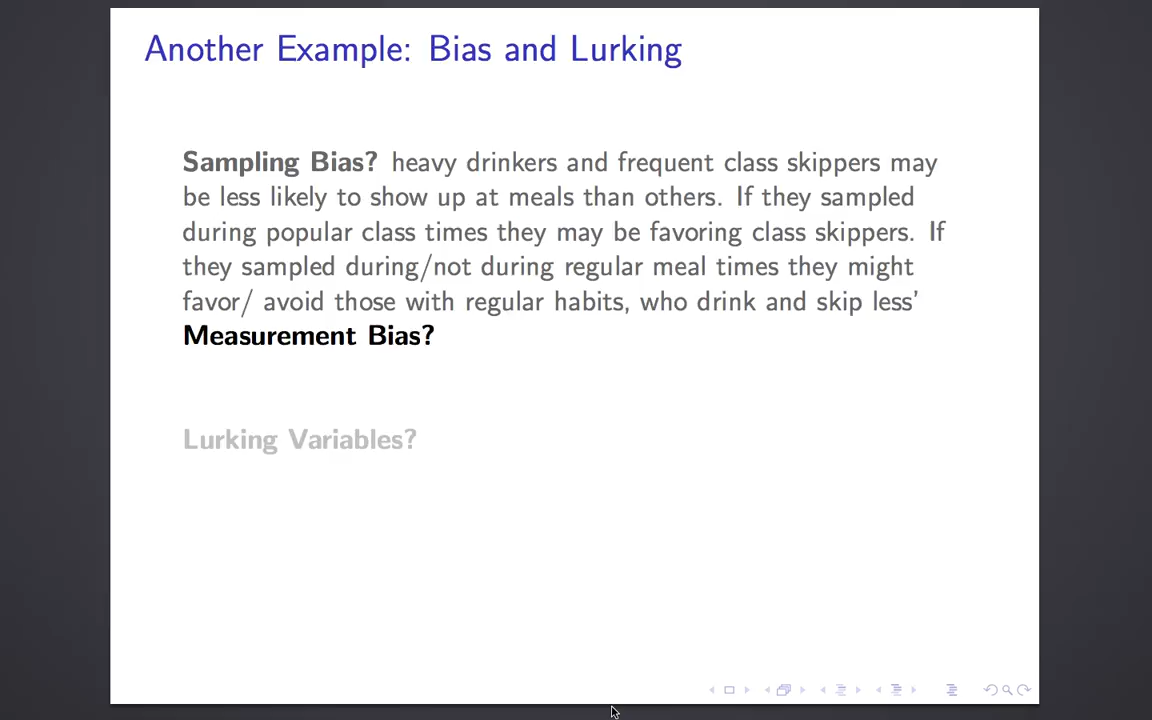 Another Example: Bias and Lurking
Sampling Bias? heavy drinkers and frequent class skippers may
be less likely to show up at meals than others. If they sampled
during popular class times they may be favoring class skippers. If
they sampled during/not during regular meal times they might
favor/ avoid those with regular habits, who drink and skip less’
Measurement Bias?
Lurking Variables?